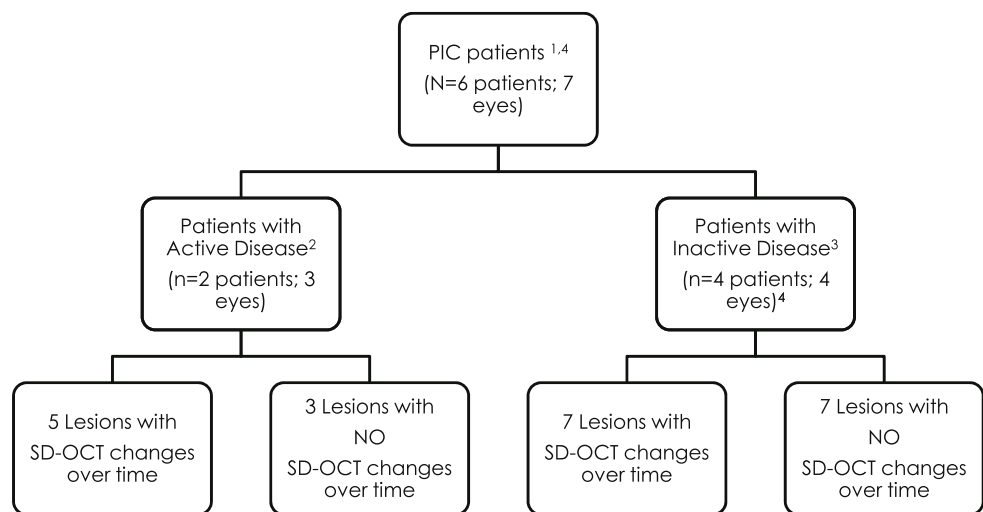 PIC patients 1,4
(N=6 patients; 7
eyes)
Patients with
Active Disease2
(n=2 patients; 3
eyes)
Patients with
Inactive Disease3
(n=4 patients; 4
eyes)4
5 Lesions with
SD-OCT changes
over time
3 Lesions with
NO
SD-OCT changes
over time
7 Lesions with
SD-OCT changes
over time
7 Lesions with
NO
SD-OCT changes
over time